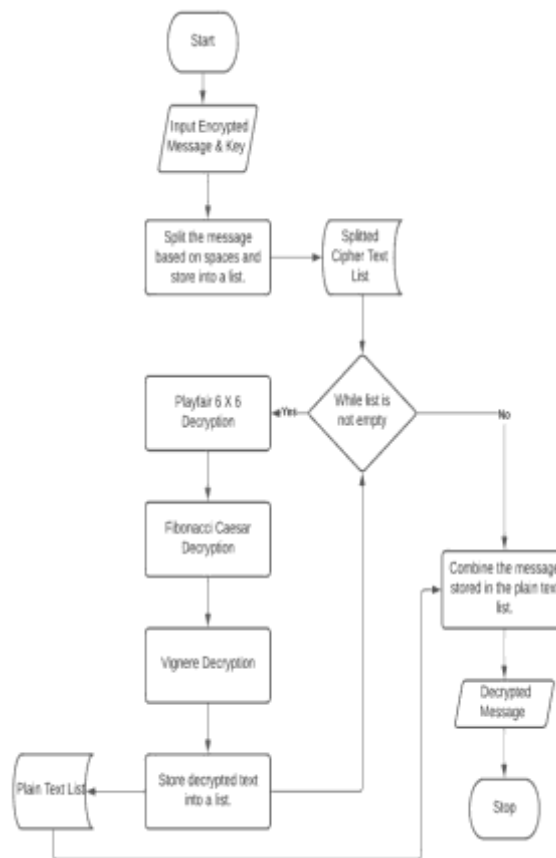 Start
Input Encrypted
Message & Key
Split the message
based on spaces and
store into a list.
Splitted
Cipher Text
List
While list is
not empty
Yes
No
Playfair 6 X 6
Decryption
Fibonacci Caesar
Decryption
Vignere Decryption
Store decrypted text
into a list.
Plain Text List
Combine the message
stored in the plain text
list.
Decrypted
Message
Stop